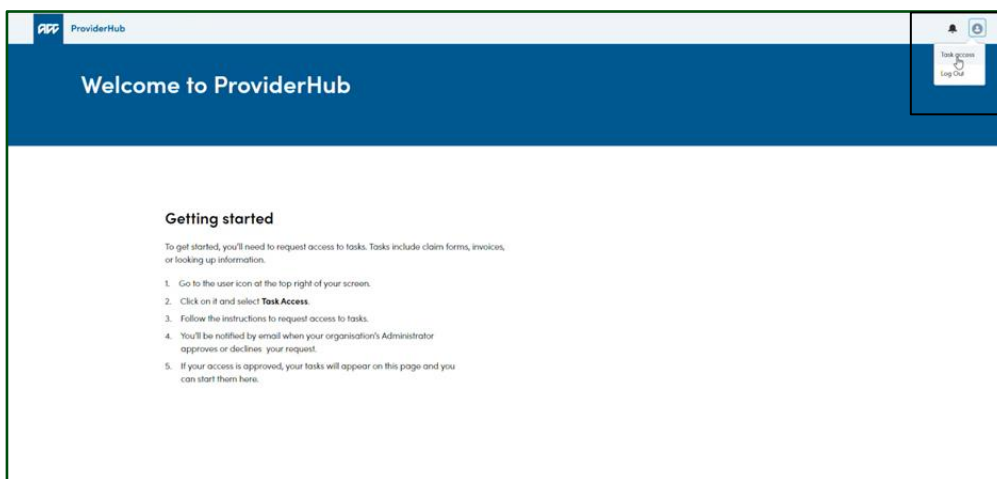 ACC ProviderHub
Task access
Log Out
Welcome to ProviderHub
Getting started
To get started, you'll need to request access to tasks. Tasks include claim forms, invoices,
or looking up information.
1. Go to the user icon at the top right of your screen.
2. Click on it and select Task Access.
3. Follow the instructions to request access to tasks.
4. You'll be notified by email when your organisation's Administrator
approves or declines your request.
5. If your access is approved, your tasks will appear on this page and you
can start them here.